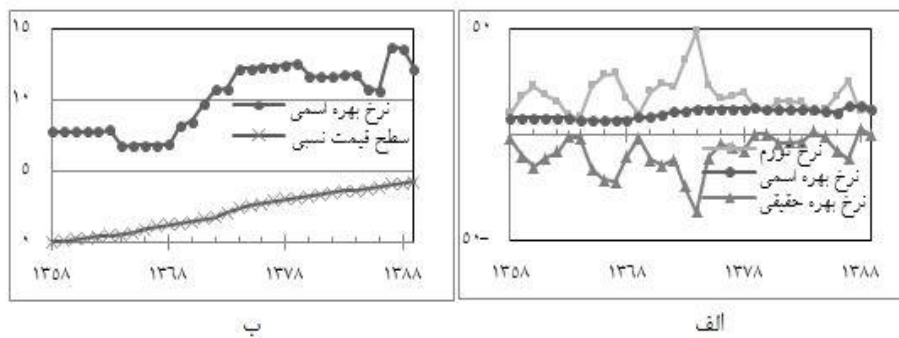 ۵۰
نرخ تورم
نرخ بهره اسمی
نرخ بهره حقیقی
-۵۰
۱۳۵۸ ۱۳۶۸ ۱۳۷۸ ۱۳۸۸
الف
۱۵
۱۰
نرخ بهره اسمی
سطح قیمت نسبی
۵
۰
۱۳۵۸ ۱۳۶۸ ۱۳۷۸ ۱۳۸۸
ب